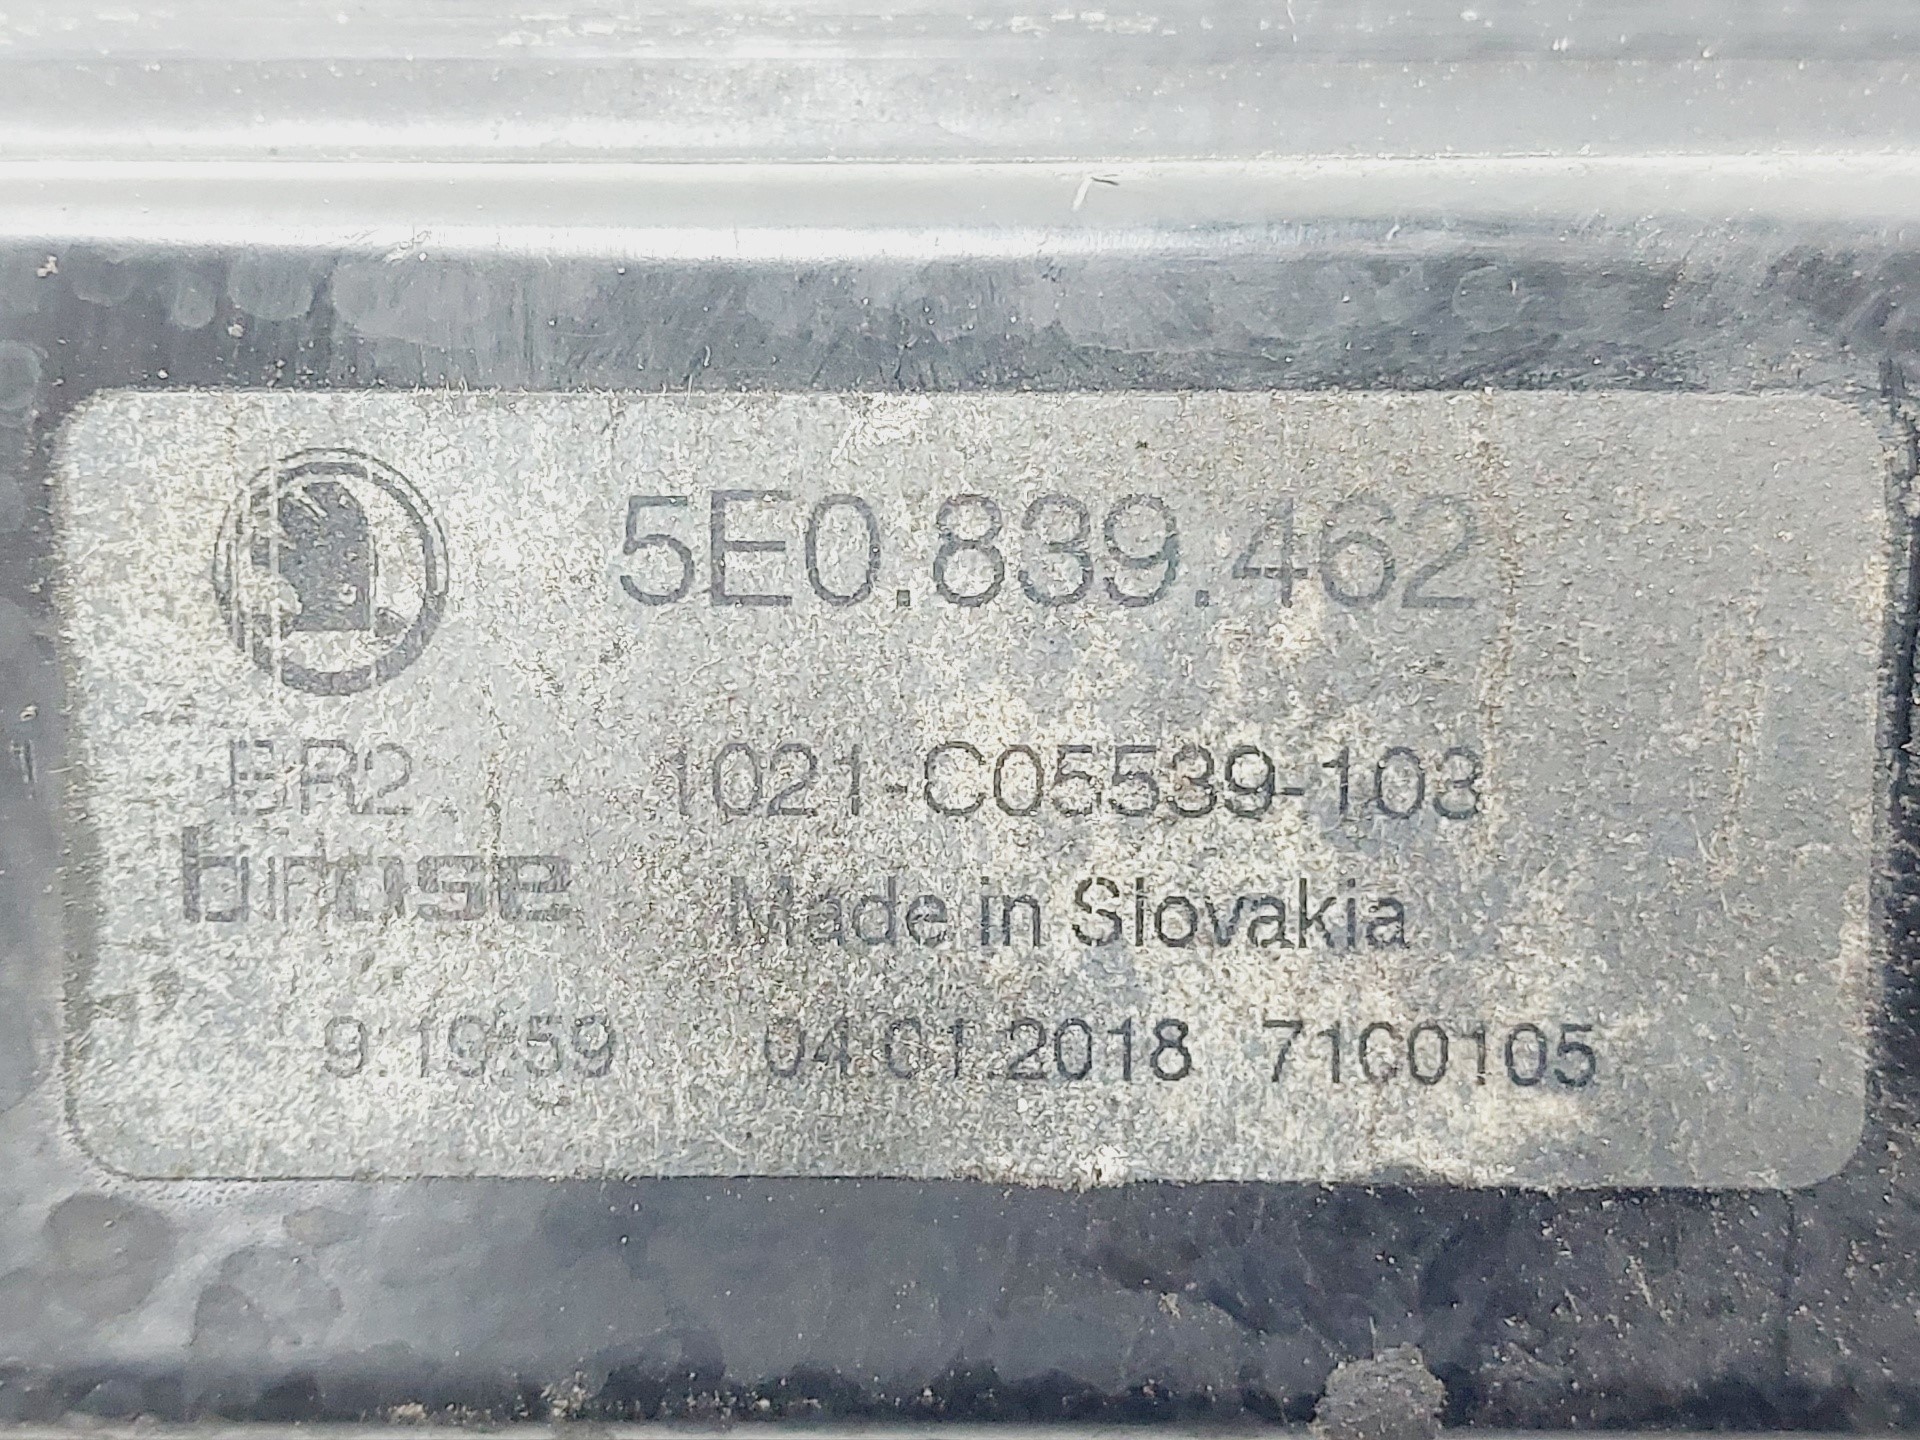 5E0.839.462
BR2 1021-C05539-103
brose Made in Slovakia
9:19:59 04.01.2018 7100105